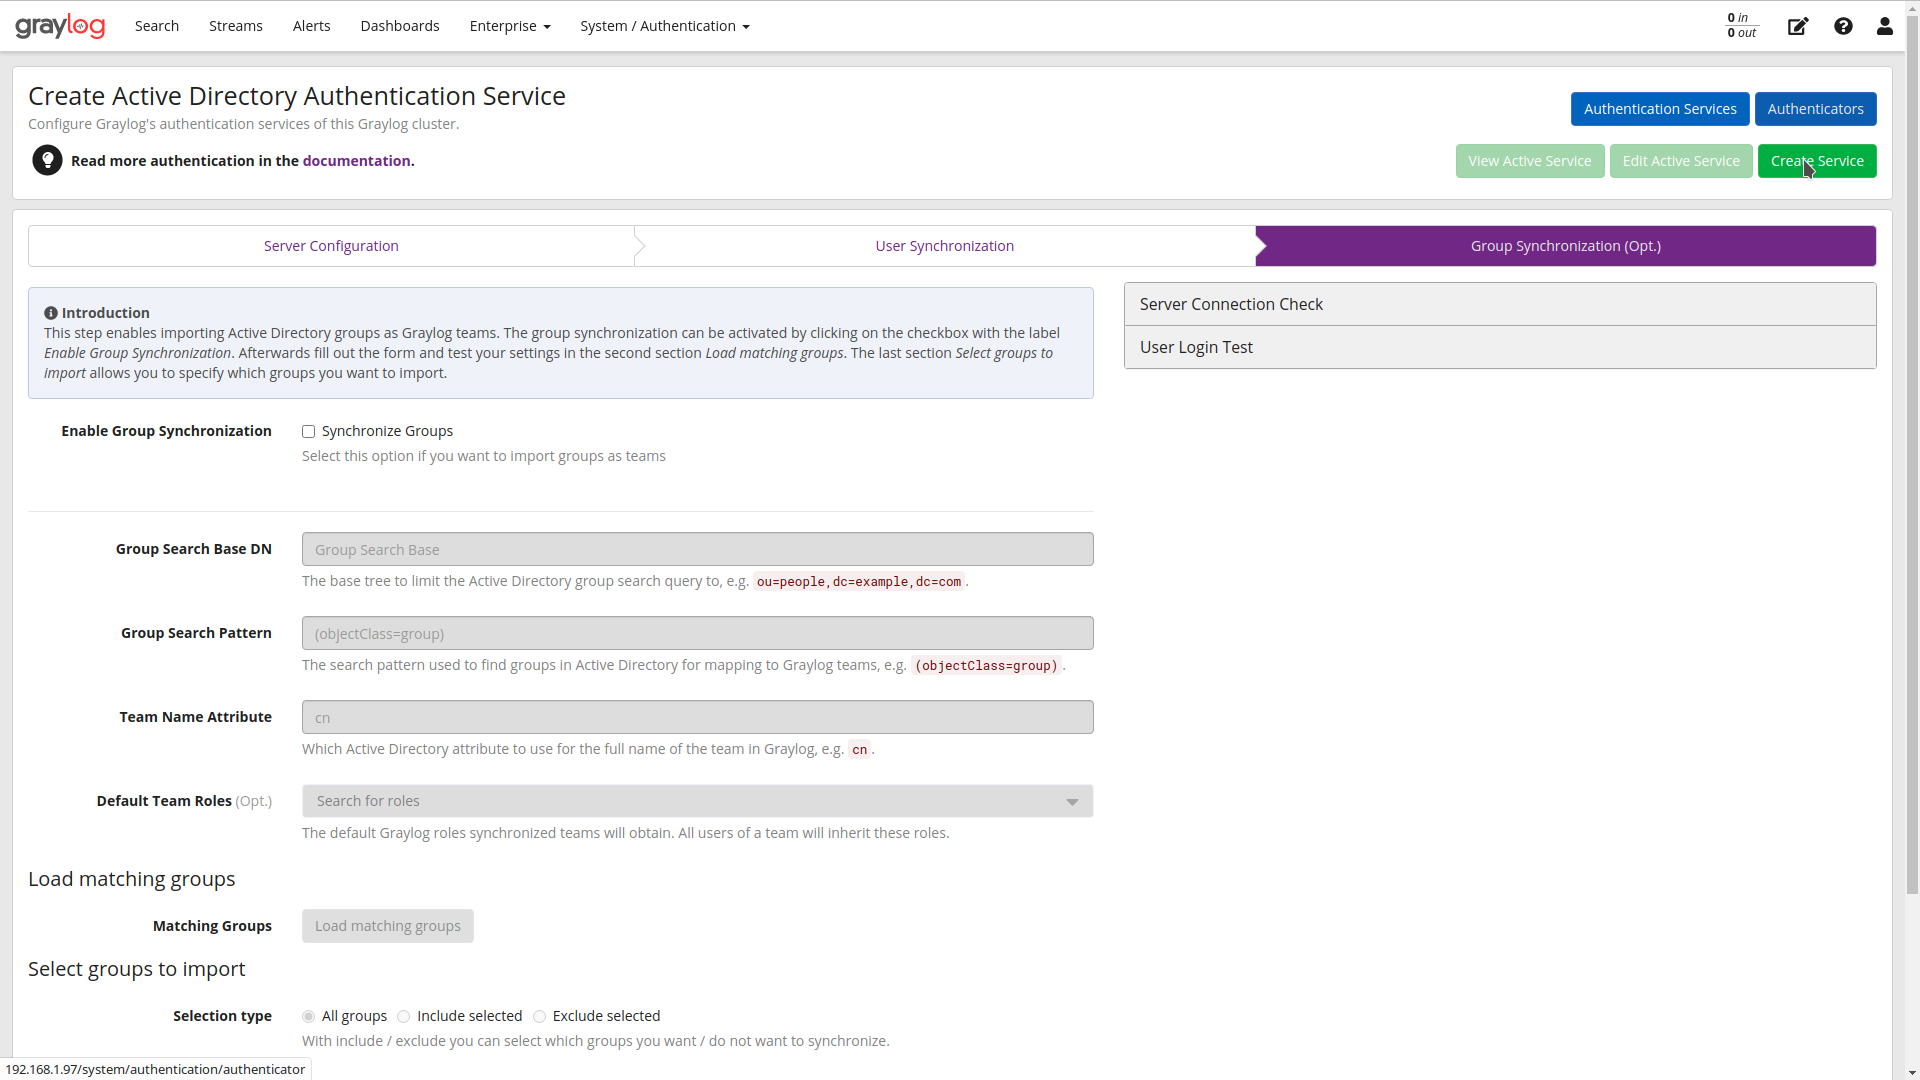 graylog Search Streams Alerts Dashboards Enterprise System / Authentication 0 in
0 out
Create Active Directory Authentication Service
Configure Graylog's authentication services of this Graylog cluster.
Authentication Services Authenticators
Read more authentication in the documentation.
View Active Service Edit Active Service Create Service
Server Configuration User Synchronization Group Synchronization (Opt.)
Introduction
This step enables importing Active Directory groups as Graylog teams. The group synchronization can be activated by clicking on the checkbox with the label
Enable Group Synchronization. Afterwards fill out the form and test your settings in the second section Load matching groups. The last section Select groups to
import allows you to specify which groups you want to import.
Server Connection Check
User Login Test
Enable Group Synchronization Synchronize Groups
Select this option if you want to import groups as teams
Group Search Base DN Group Search Base
The base tree to limit the Active Directory group search query to, e.g. ou=people,dc=example,dc=com .
Group Search Pattern (objectClass=group)
The search pattern used to find groups in Active Directory for mapping to Graylog teams, e.g. (objectClass=group) .
Team Name Attribute cn
Which Active Directory attribute to use for the full name of the team in Graylog, e.g. cn .
Default Team Roles (Opt.) Search for roles
The default Graylog roles synchronized teams will obtain. All users of a team will inherit these roles.
Load matching groups
Matching Groups Load matching groups
Select groups to import
Selection type All groups Include selected Exclude selected
With include / exclude you can select which groups you want / do not want to synchronize.
192.168.1.97/system/authentication/authenticator